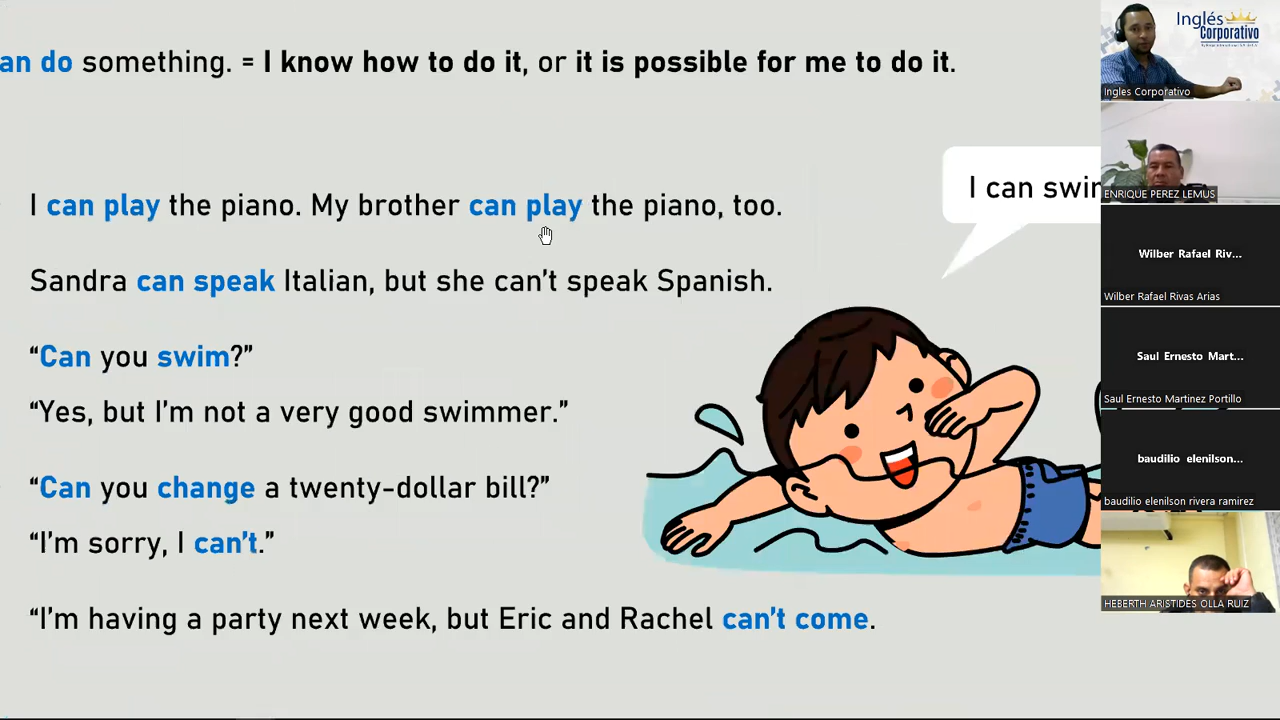 an do something. = I know how to do it, or it is possible for me to do it.
I can play the piano. My brother can play the piano, too.
I can swim
Sandra can speak Italian, but she can't speak Spanish.
“Can you swim?”
“Yes, but I'm not a very good swimmer.”
“Can you change a twenty-dollar bill?”
“I'm sorry, I can't.”
“I'm having a party next week, but Eric and Rachel can't come.
Inglés
Corporativo
Ingles Corporativo
ENRIQUE PEREZ LEMUS
Wilber Rafael Riv...
Wilber Rafael Rivas Arias
Saul Ernesto Mart...
Saul Ernesto Martinez Portillo
baudilio elenilson...
baudilio elenilson rivera ramirez
HEBERTH ARISTIDES OLLA RUIZ